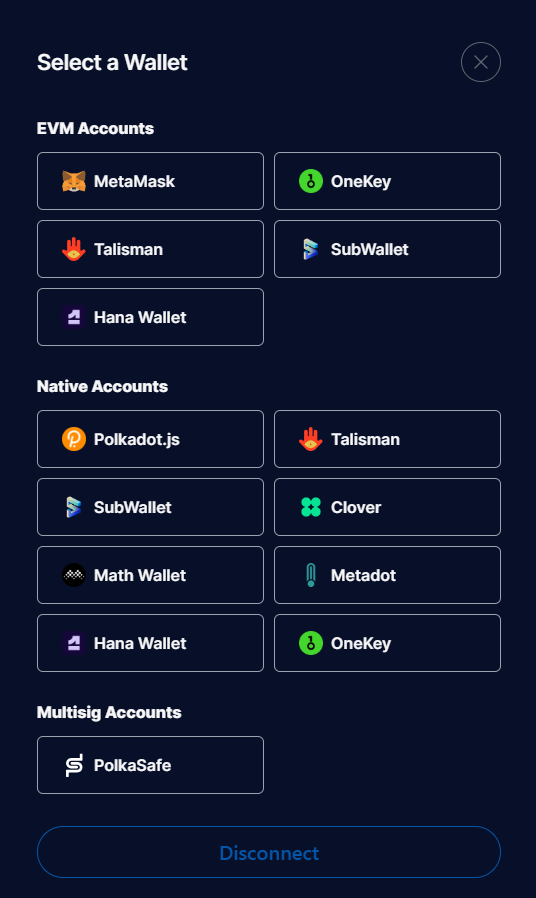 Select a Wallet
EVM Accounts
MetaMask
OneKey
Talisman
SubWallet
Hana Wallet
Native Accounts
Polkadot.js
Talisman
SubWallet
Clover
Math Wallet
Metadot
Hana Wallet
OneKey
Multisig Accounts
PolkaSafe
Disconnect